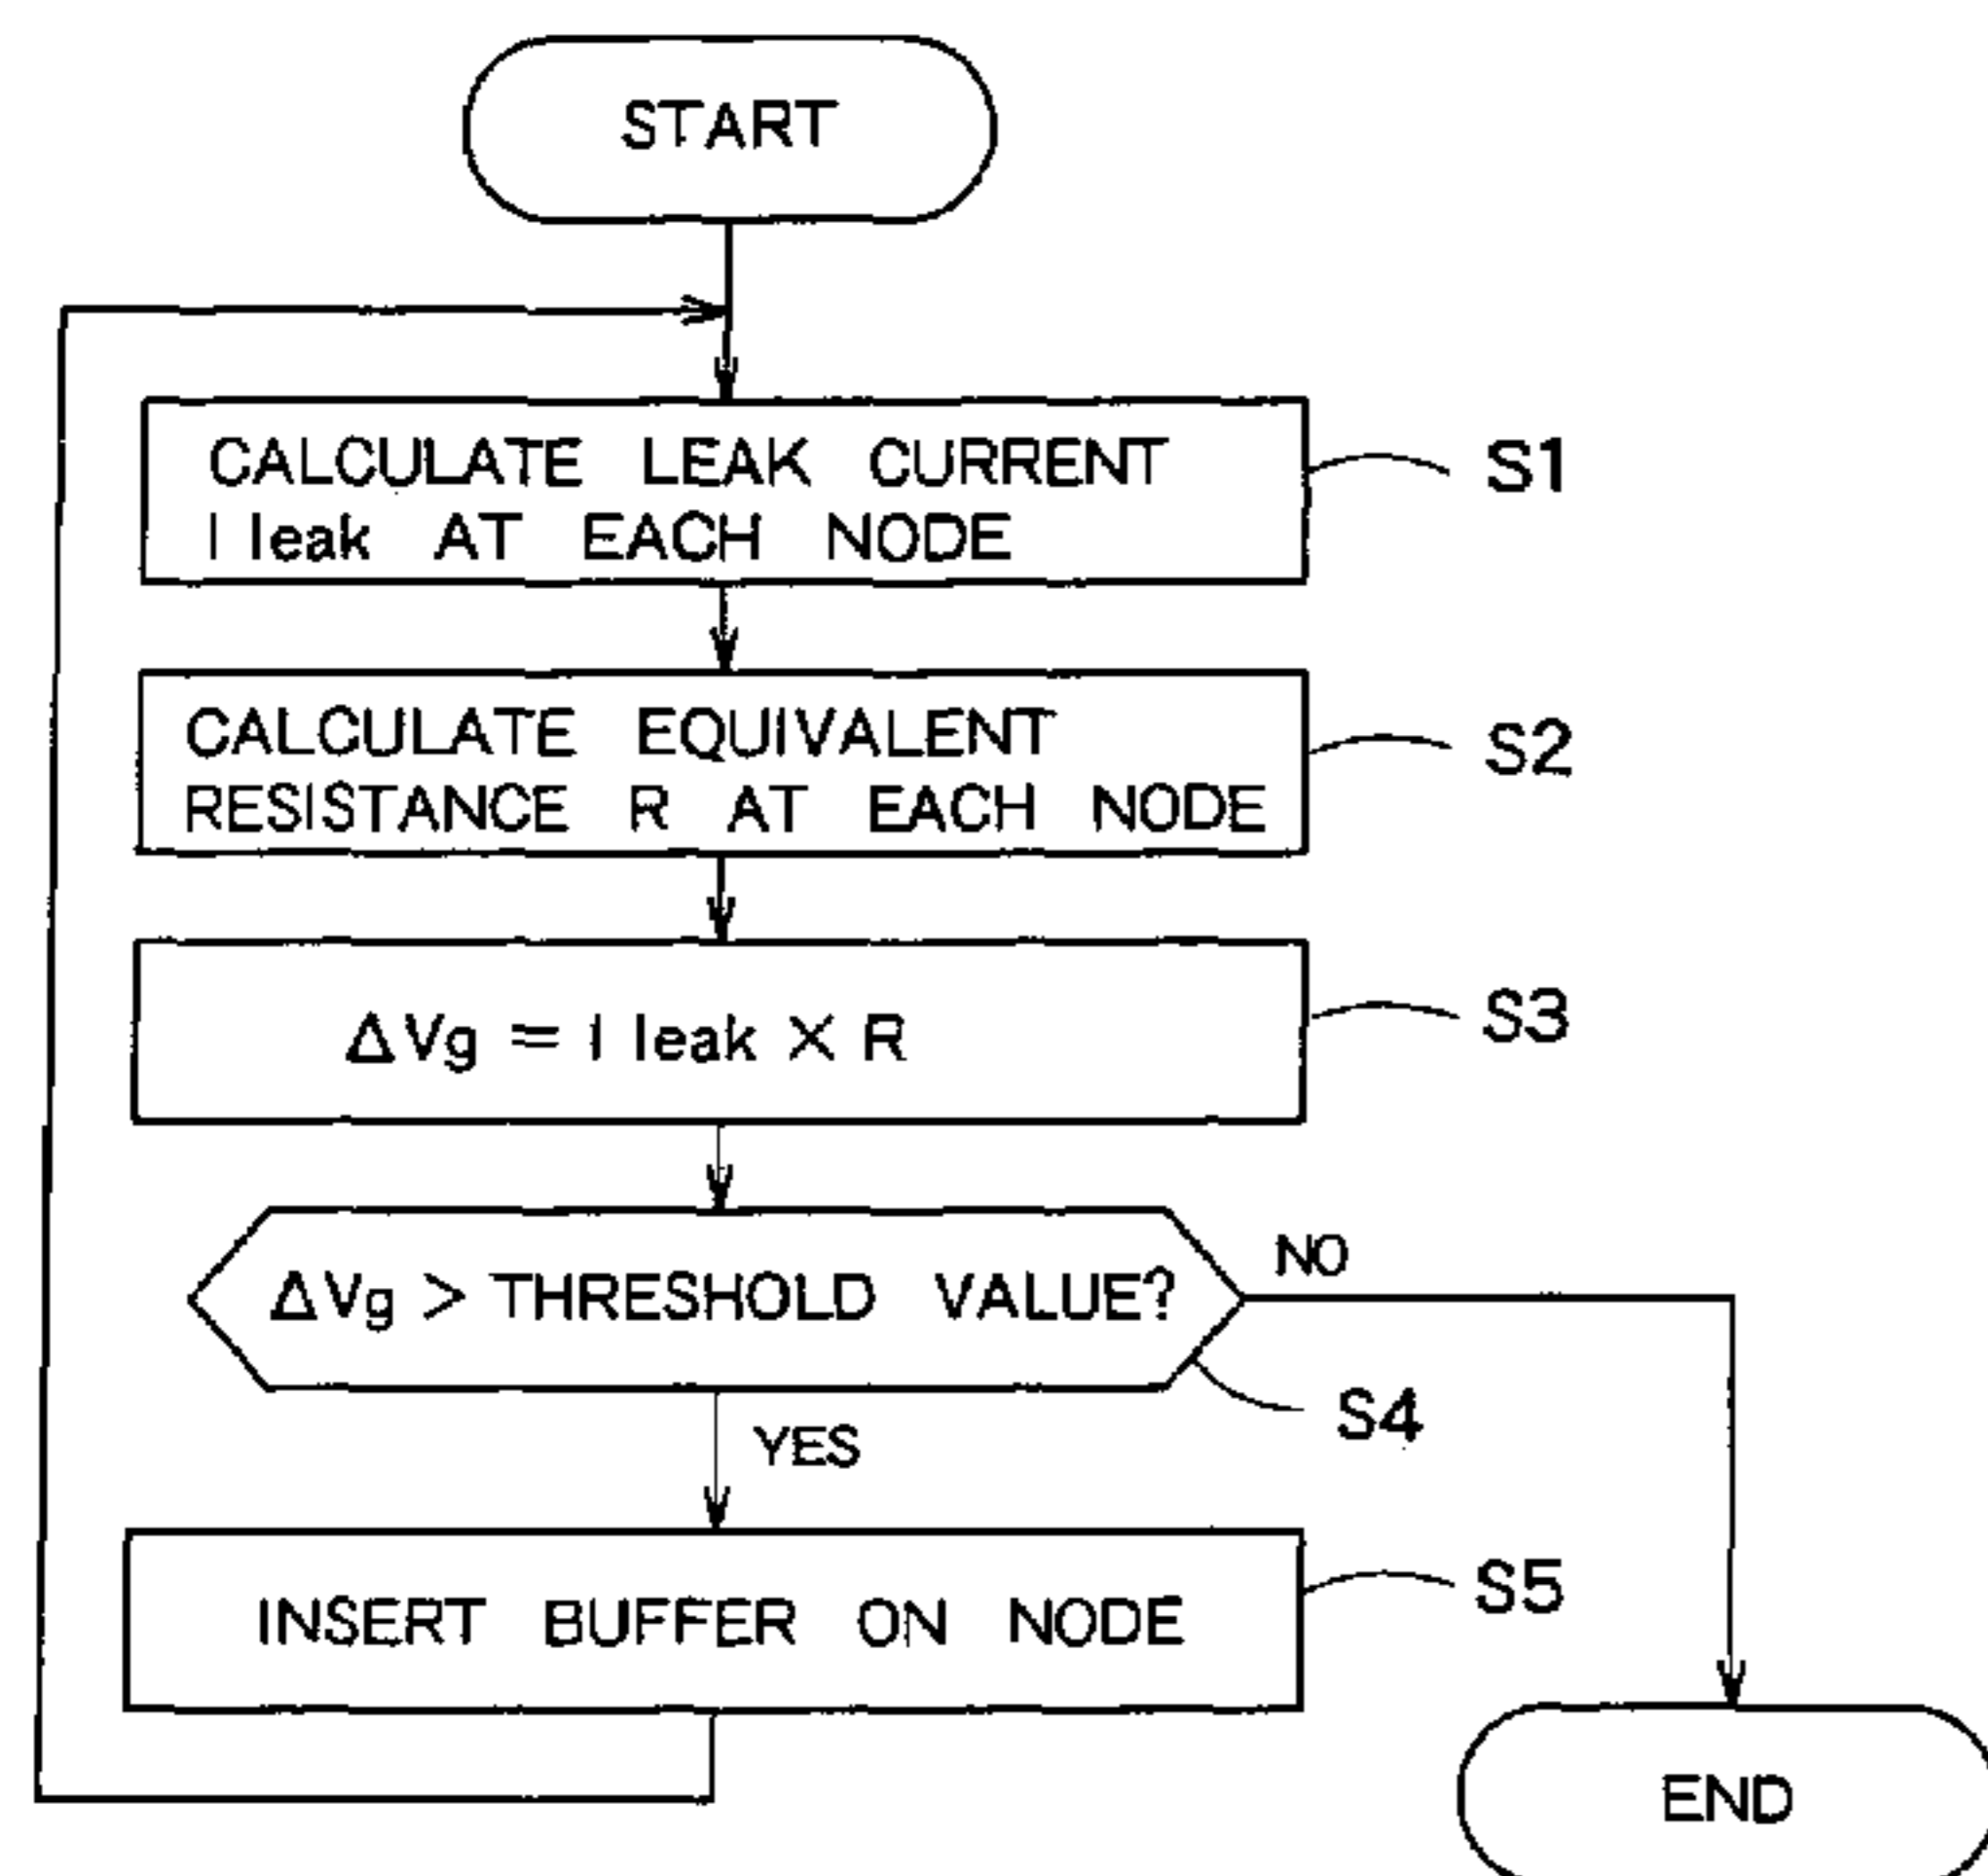 START
CALCULATE LEAK CURRENT
I leak AT EACH NODE
S1
CALCULATE EQUIVALENT
RESISTANCE R AT EACH NODE
S2
ΔVg = I leak × R
S3
ΔVg > THRESHOLD VALUE?
NO
S4
YES
INSERT BUFFER ON NODE
S5
END